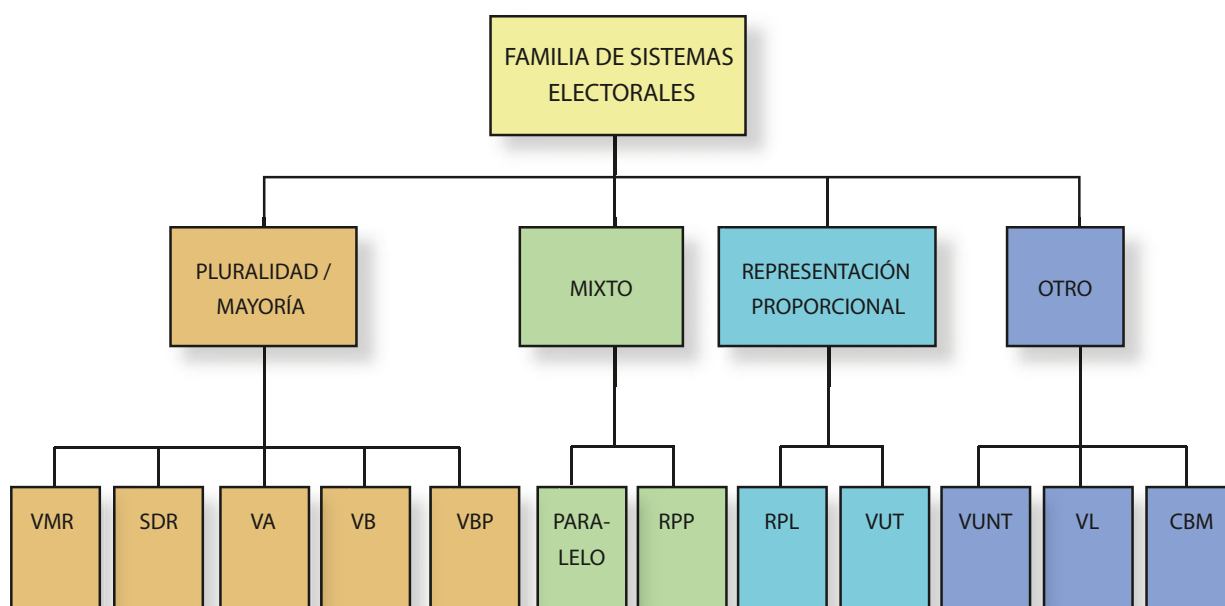 FAMILIA DE SISTEMAS
ELECTORALES
PLURALIDAD /
MAYORÍA
MIXTO
REPRESENTACIÓN
PROPORCIONAL
OTRO
VMR
SDR
VA
VB
VBP
PARA-
LELO
RPP
RPL
VUT
VUNT
VL
CBM